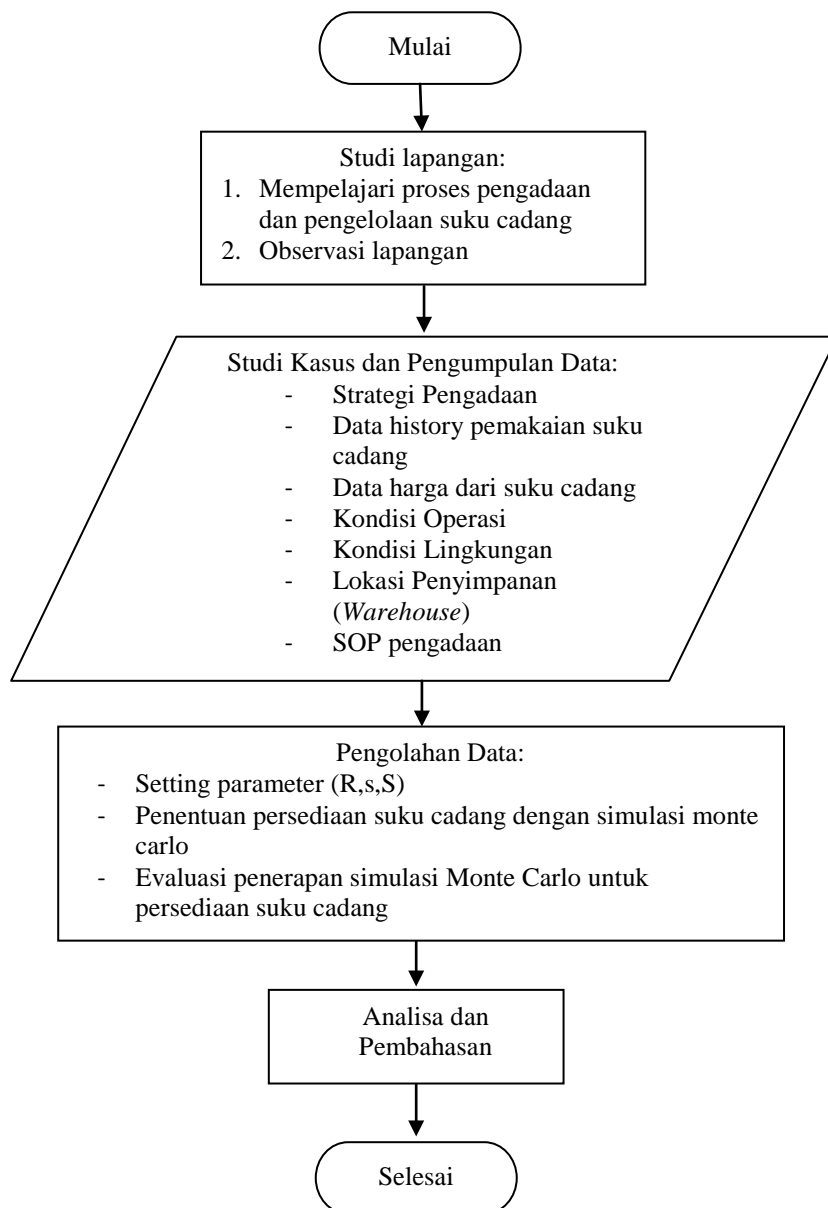 Mulai
Studi lapangan:
1. Mempelajari proses pengadaan
dan pengelolaan suku cadang
2. Observasi lapangan
Studi Kasus dan Pengumpulan Data:
- Strategi Pengadaan
- Data history pemakaian suku
cadang
- Data harga dari suku cadang
- Kondisi Operasi
- Kondisi Lingkungan
- Lokasi Penyimpanan
(Warehouse)
- SOP pengadaan
Pengolahan Data:
- Setting parameter (R,s,S)
- Penentuan persediaan suku cadang dengan simulasi monte
carlo
- Evaluasi penerapan simulasi Monte Carlo untuk
persediaan suku cadang
Analisa dan
Pembahasan
Selesai